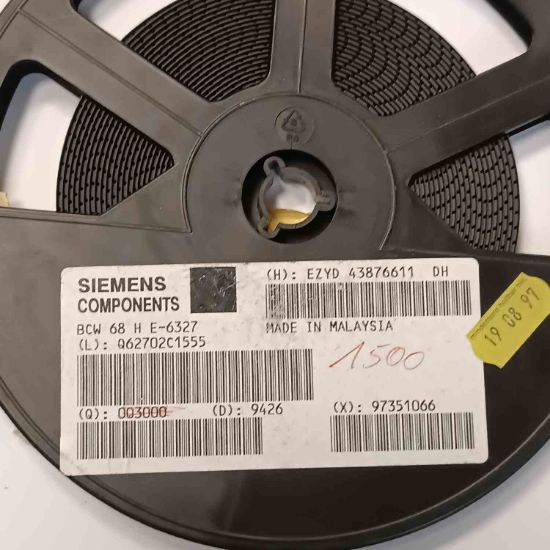 PS
SIEMENS
COMPONENTS
(H): EZYD 43876611 DH
BCW 68 H E-6327
MADE IN MALAYSIA
(L): Q62702C1555
1500
(Q): 003000
(D): 9426
(X): 97351066
19 08 97